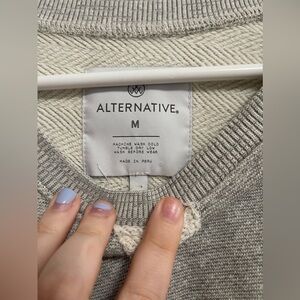 ALTERNATIVE®
M
MACHINE WASH COLD
TUMBLE DRY LOW
WASH BEFORE WEAR
MADE IN PERU